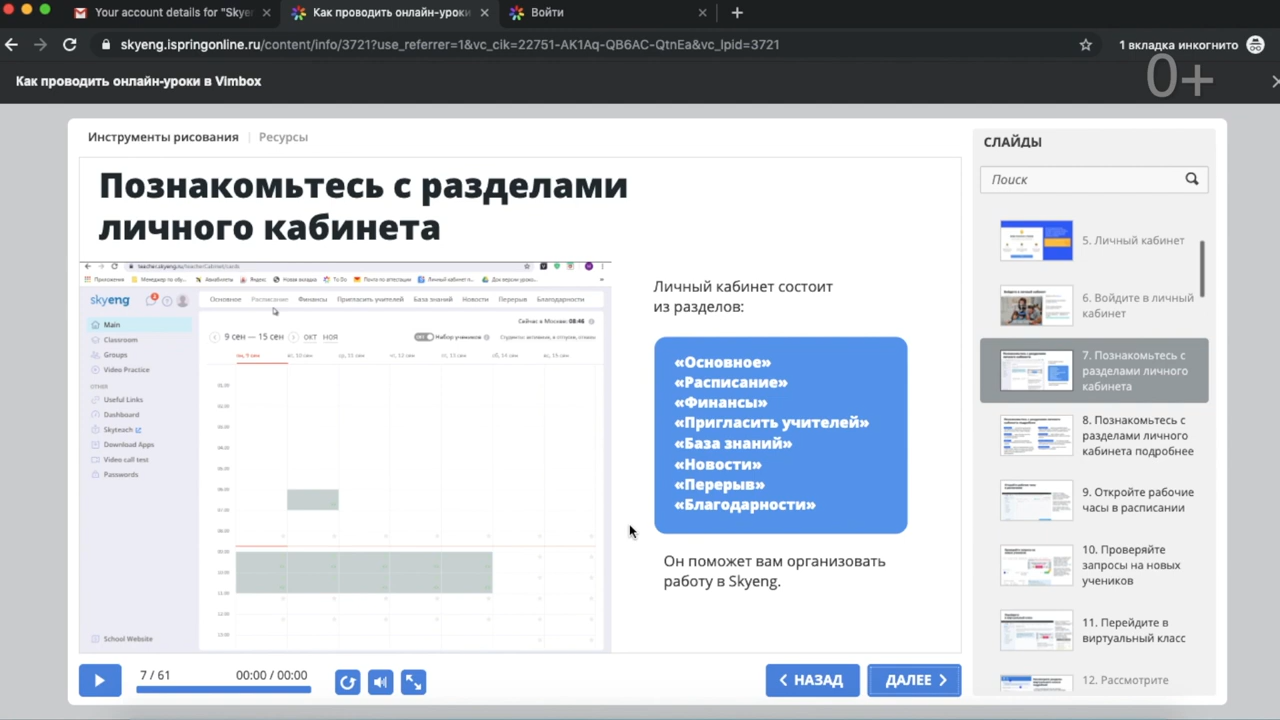 Your account details for "Skye
Как проводить онлайн-уроки
Войти
skyeng.ispringonline.ru/content/info/3721?use_referrer=1&vc_cik=22751-AK1Aq-QB6AC-QtnEa&vc_lpid=3721
1 вкладка инкогнито
Как проводить онлайн-уроки в Vimbox
0+
Инструменты рисования
Ресурсы
Познакомьтесь с разделами
личного кабинета
skyeng
Основное
Расписание
Финансы
Пригласить учителей
База знаний
Новости
Перерыв
Благодарности
Сейчас в Москве: 08:46
9 сен — 15 сен
ОКТ
НОЯ
Main
Classroom
Groups
Video Practice
OTHER
Useful Links
Dashboard
Skyteach
Download Apps
Video call test
Passwords
School Website
Личный кабинет состоит
из разделов:
«Основное»
«Расписание»
«Финансы»
«Пригласить учителей»
«База знаний»
«Новости»
«Перерыв»
«Благодарности»
Он поможет вам организовать
работу в Skyeng.
7 / 61
00:00 / 00:00
НАЗАД
ДАЛЕЕ
СЛАЙДЫ
Поиск
5. Личный кабинет
6. Войдите в личный
кабинет
7. Познакомьтесь с
разделами личного
кабинета
8. Познакомьтесь с
разделами личного
кабинета подробнее
9. Откройте рабочие
часы в расписании
10. Проверяйте
запросы на новых
учеников
11. Перейдите в
виртуальный класс
12. Рассмотрите